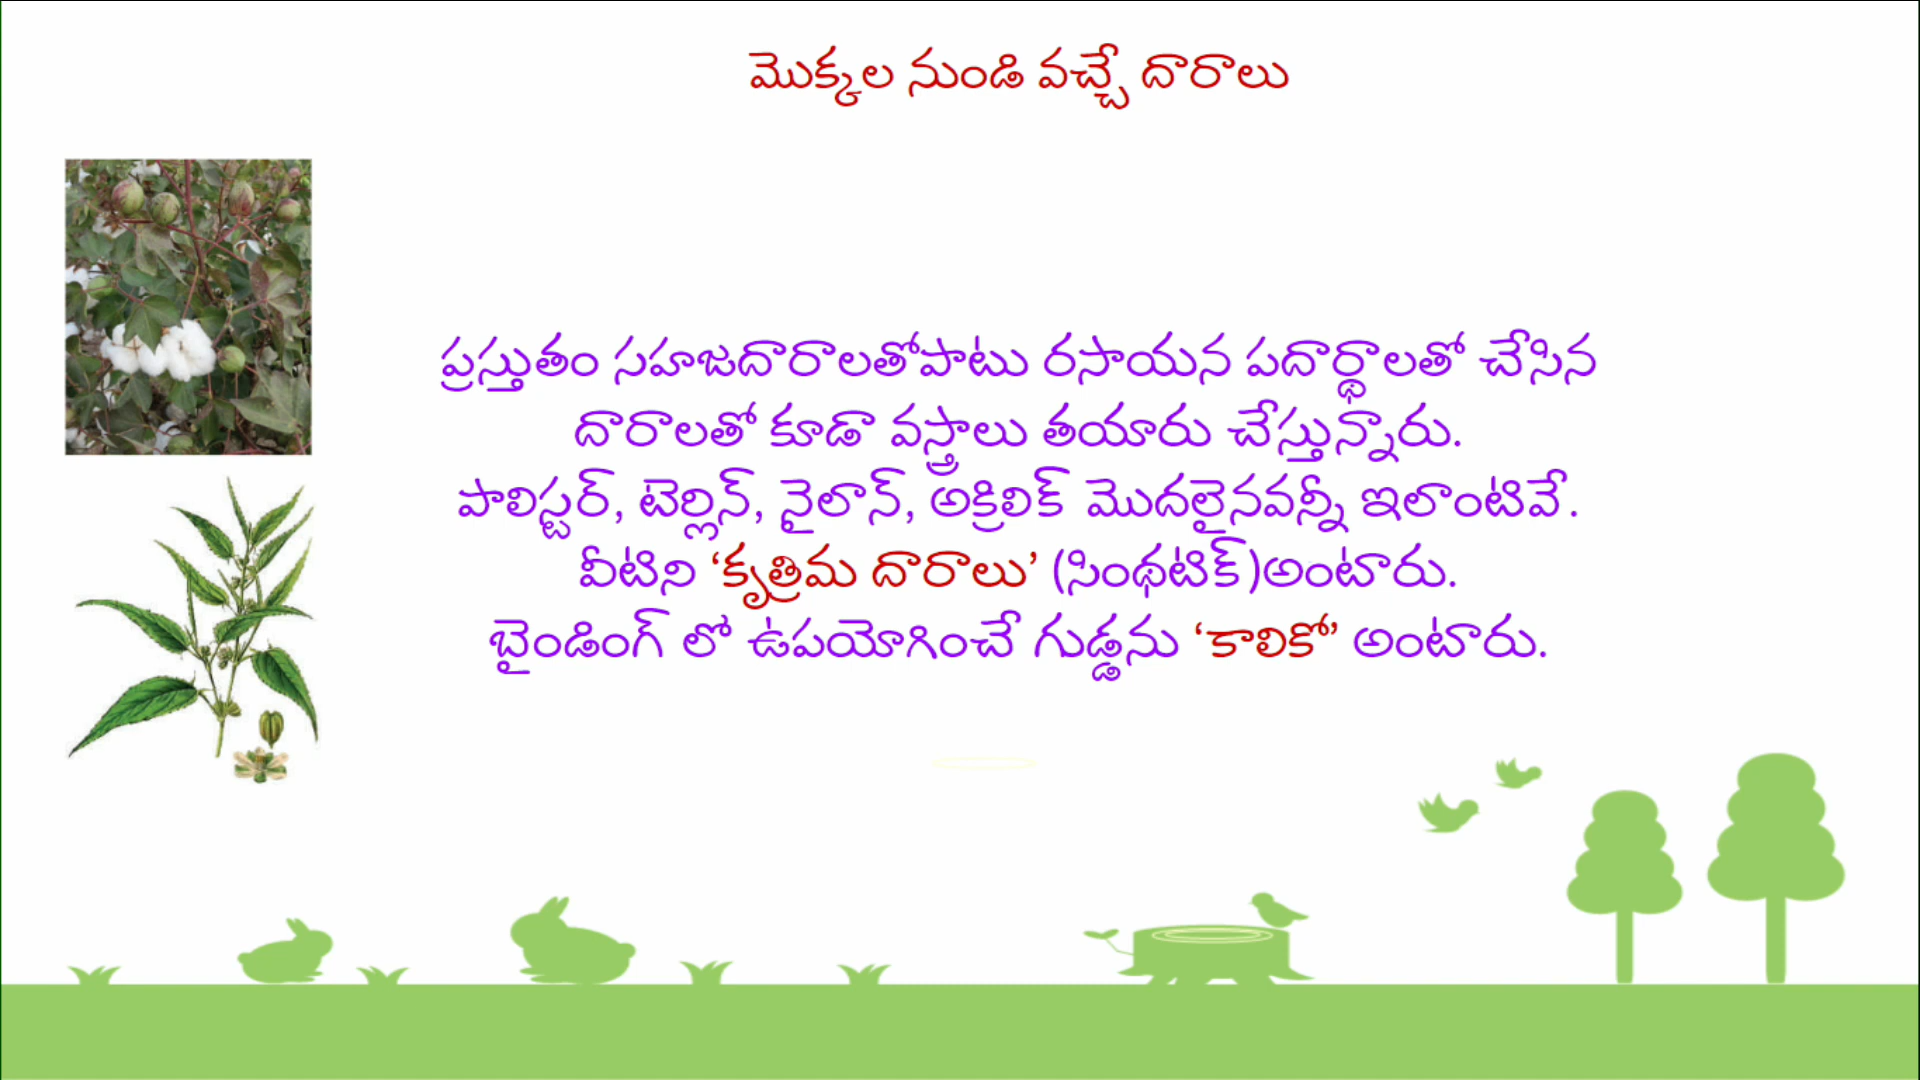 మొక్కల నుండి వచ్చే దారాలు
ప్రస్తుతం సహజదారాలతోపాటు రసాయన పదార్థాలతో చేసిన
దారాలతో కూడా వస్త్రాలు తయారు చేస్తున్నారు.
పాలిస్టర్, టెర్లిన్, నైలాన్, అక్రిలిక్ మొదలైనవన్నీ ఇలాంటివే.
వీటిని ‘కృత్రిమ దారాలు’ (సింథటిక్)అంటారు.
బైండింగ్ లో ఉపయోగించే గుడ్డను ‘కాలికో’ అంటారు.